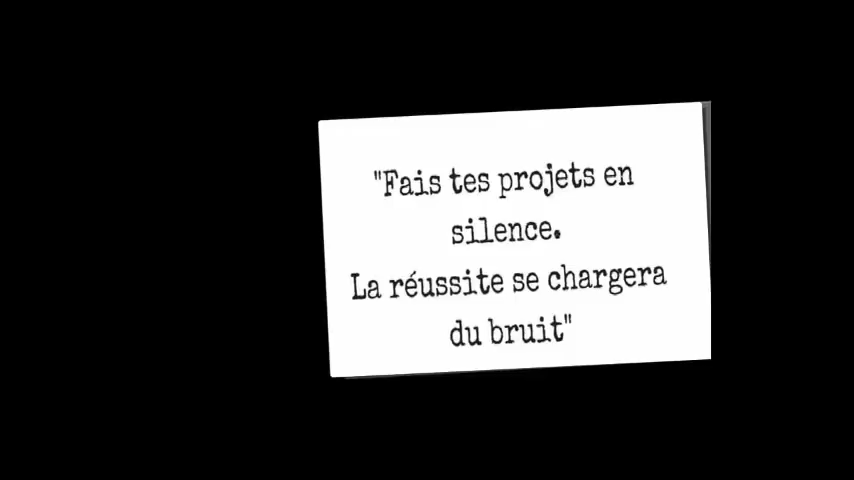 "Fais tes projets en
silence.
La réussite se chargera
du bruit"